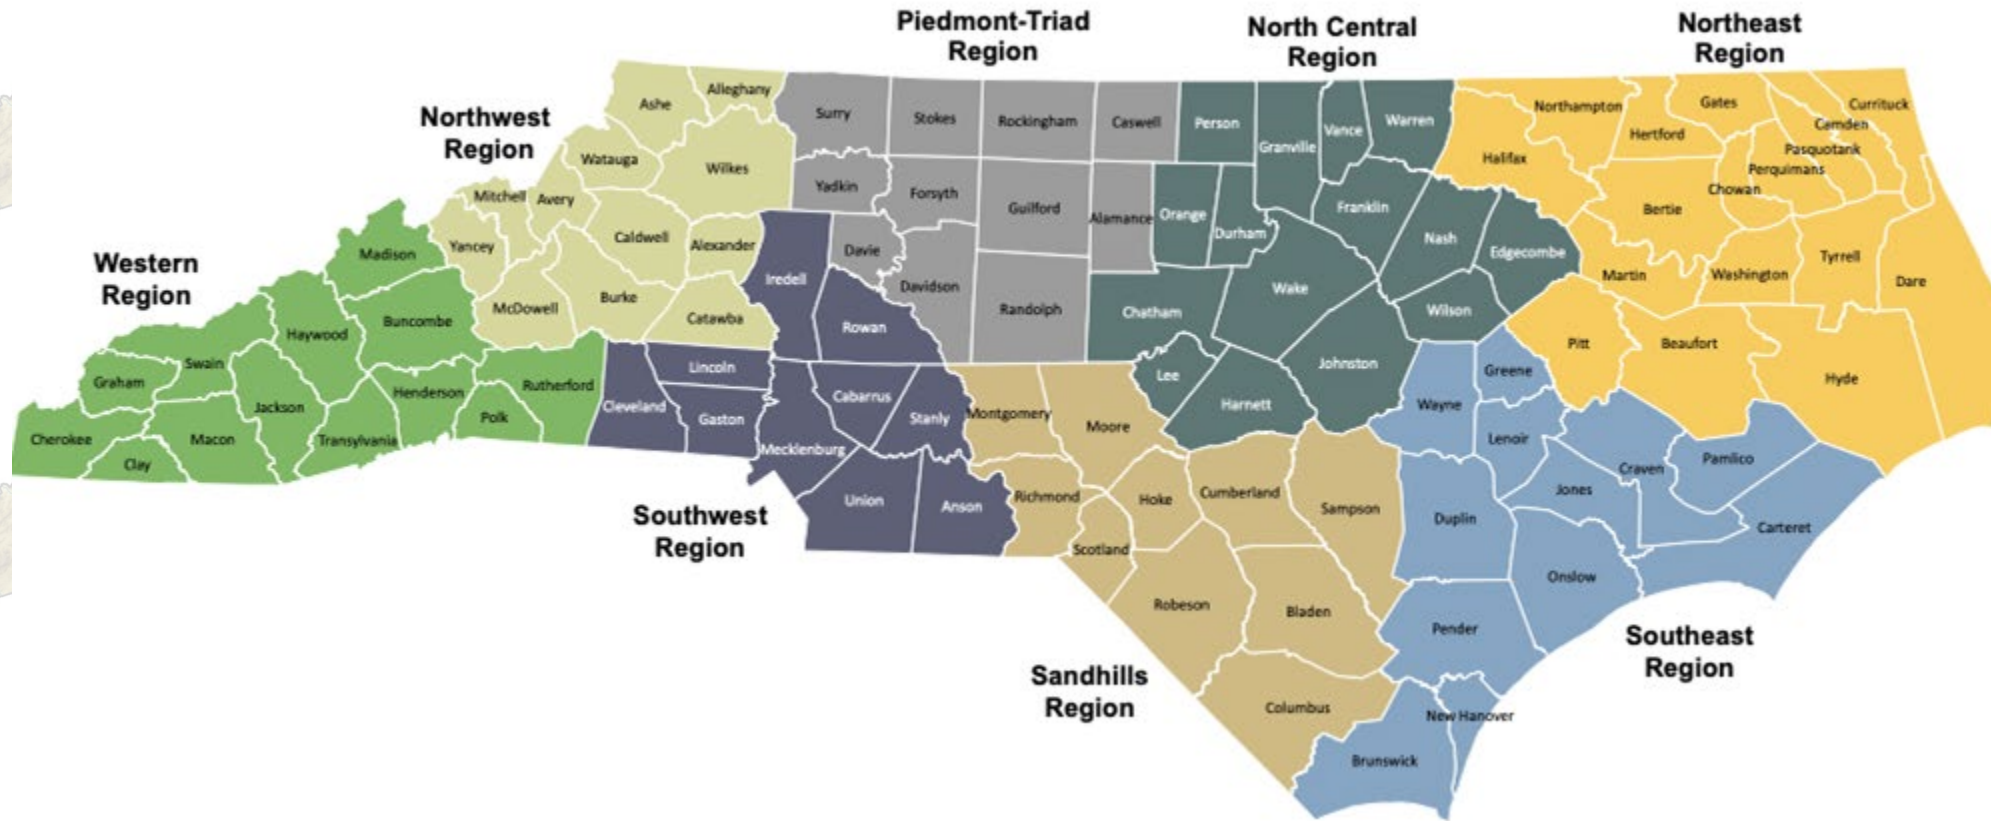 Piedmont-Triad
Region
North Central
Region
Northeast
Region
Northwest
Region
Western
Region
Southwest
Region
Sandhills
Region
Southeast
Region
Ashe
Alleghany
Watauga
Wilkes
Mitchell
Avery
Yancey
Caldwell
Alexander
McDowell
Burke
Catawba
Madison
Buncombe
Haywood
Swain
Graham
Cherokee
Clay
Macon
Jackson
Transylvania
Henderson
Polk
Rutherford
Surry
Stokes
Rockingham
Caswell
Yadkin
Forsyth
Guilford
Alamance
Davie
Davidson
Randolph
Iredell
Rowan
Lincoln
Cleveland
Gaston
Cabarrus
Stanly
Mecklenburg
Union
Anson
Person
Granville
Vance
Warren
Orange
Durham
Franklin
Nash
Edgecombe
Wake
Wilson
Chatham
Lee
Harnett
Johnston
Northampton
Gates
Currituck
Camden
Hertford
Pasquotank
Halifax
Perquimans
Chowan
Bertie
Martin
Washington
Tyrrell
Dare
Pitt
Beaufort
Hyde
Montgomery
Moore
Richmond
Hoke
Cumberland
Sampson
Scotland
Robeson
Bladen
Columbus
Greene
Wayne
Lenoir
Craven
Pamlico
Jones
Duplin
Carteret
Onslow
Pender
New Hanover
Brunswick